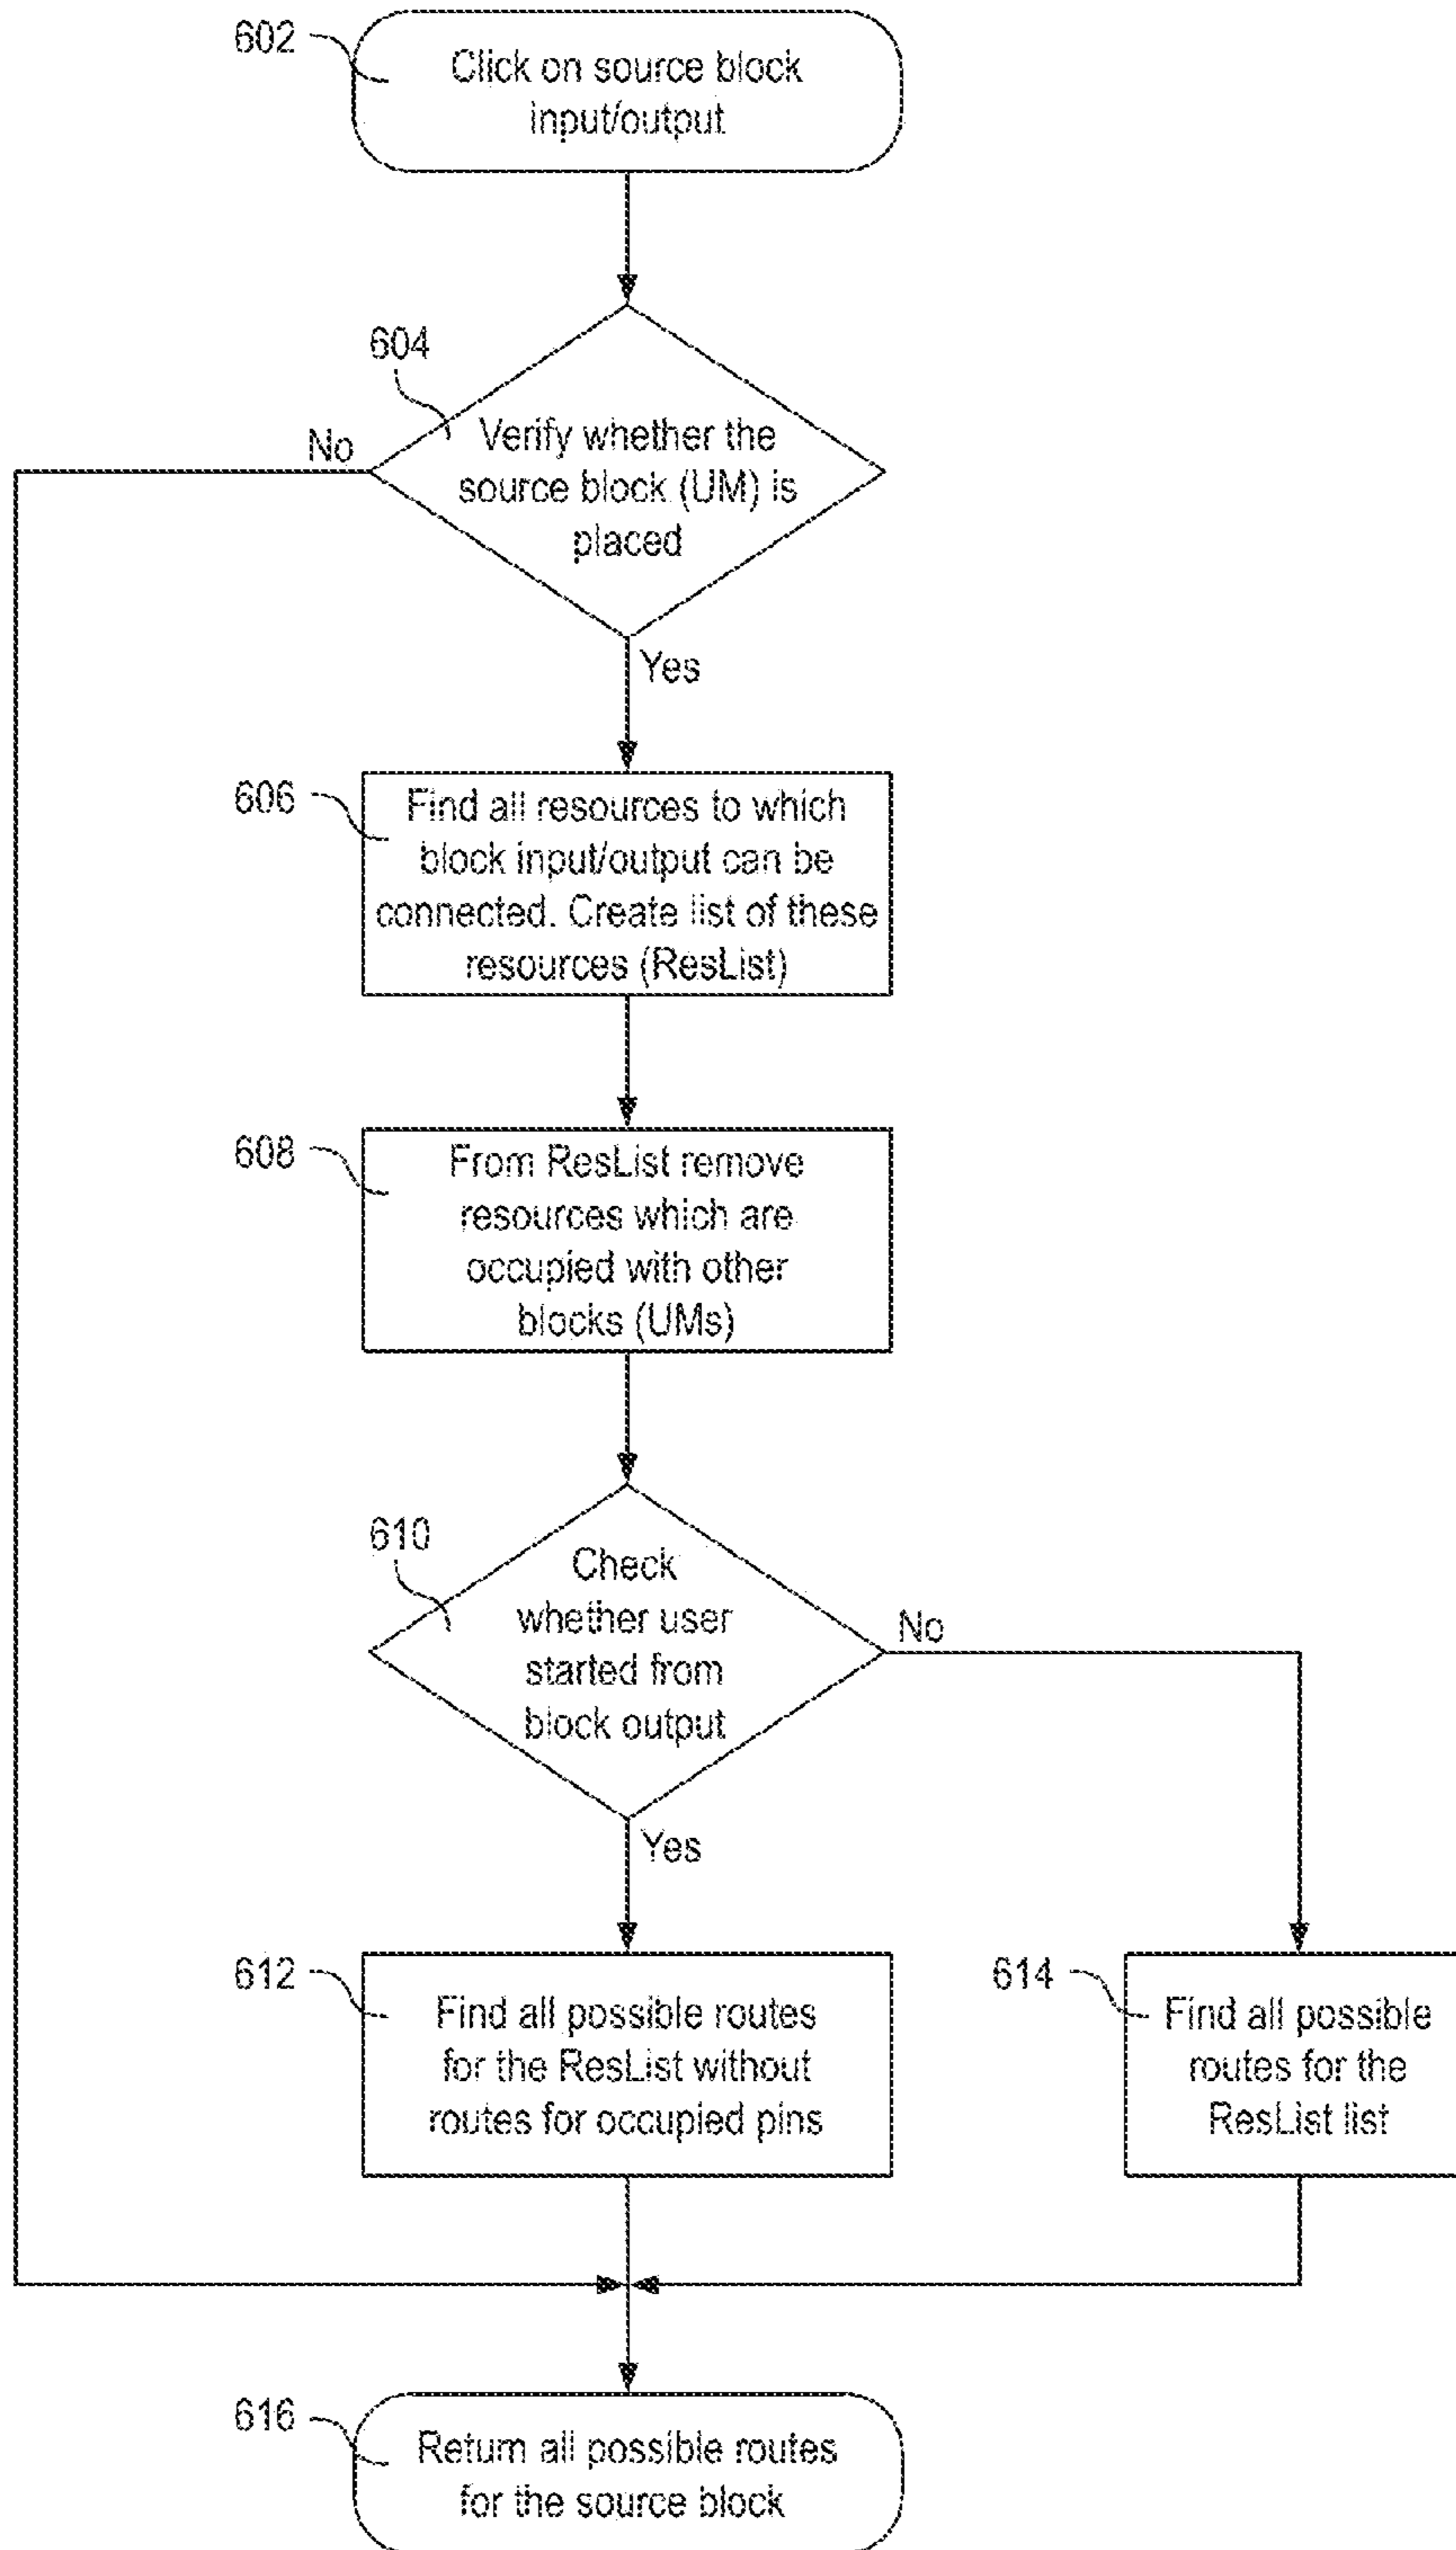 602
Click on source block
input/output
604
No
Verify whether the
source block (UM) is
placed
Yes
606
Find all resources to which
block input/output can be
connected. Create list of these
resources (ResList)
608
From ResList remove
resources which are
occupied with other
blocks (UMs)
610
Check
whether user
started from
block output
No
Yes
612
Find all possible routes
for the ResList without
routes for occupied pins
614
Find all possible
routes for the
ResList list
616
Return all possible routes
for the source block